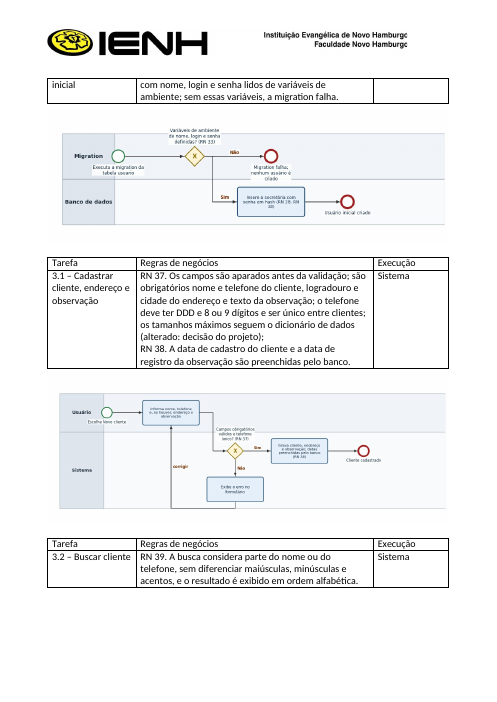 IENH
Instituição Evangélica de Novo Hamburgo
Faculdade Novo Hamburgo
inicial
com nome, login e senha lidos de variáveis de
ambiente; sem essas variáveis, a migration falha.
Variáveis de ambiente
de nome, login e senha
definidas? (RN 33)
Migration
X
Não
Executa a migration da
tabela usuario
Migration falha;
nenhum usuário é
criado
Banco de dados
Sim
Insere a secretária com
senha em hash (RN 28; RN
Usuário inicial criado
Tarefa
Regras de negócios
Execução
3.1 – Cadastrar
cliente, endereço e
observação
RN 37. Os campos são aparados antes da validação; são
obrigatórios nome e telefone do cliente, logradouro e
cidade do endereço e texto da observação; o telefone
deve ter DDD e 8 ou 9 dígitos e ser único entre clientes;
os tamanhos máximos seguem o dicionário de dados
(alterado: decisão do projeto);
RN 38. A data de cadastro do cliente e a data de
registro da observação são preenchidas pelo banco.
Sistema
Usuário
Escolhe Novo cliente
Informa nome, telefone
e, se houver, endereço e
observação
Campos obrigatórios
válidos e telefone
único? (RN 37)
X
Sim
Grava cliente, endereço
e observação; datas
preenchidas pelo banco
(RN 38)
Cliente cadastrado
Sistema
corrigir
Não
Exibe o erro no
formulário
Tarefa
Regras de negócios
Execução
3.2 – Buscar cliente
RN 39. A busca considera parte do nome ou do
telefone, sem diferenciar maiúsculas, minúsculas e
acentos, e o resultado é exibido em ordem alfabética.
Sistema